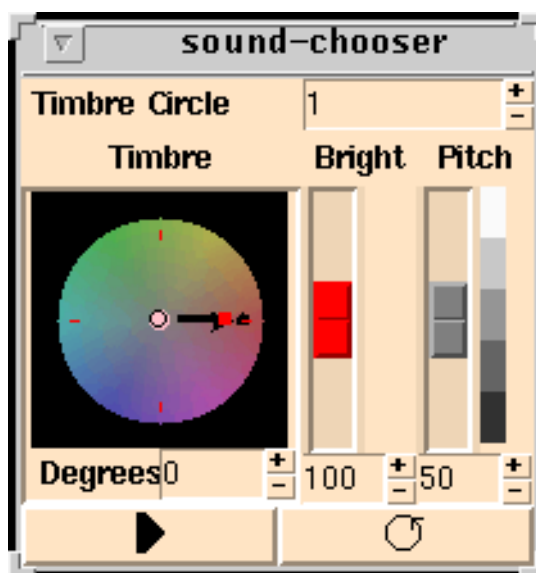 sound-chooser
Timbre Circle 1 + -
Timbre Bright Pitch
Degrees 0 + - 100 + - 50 + -